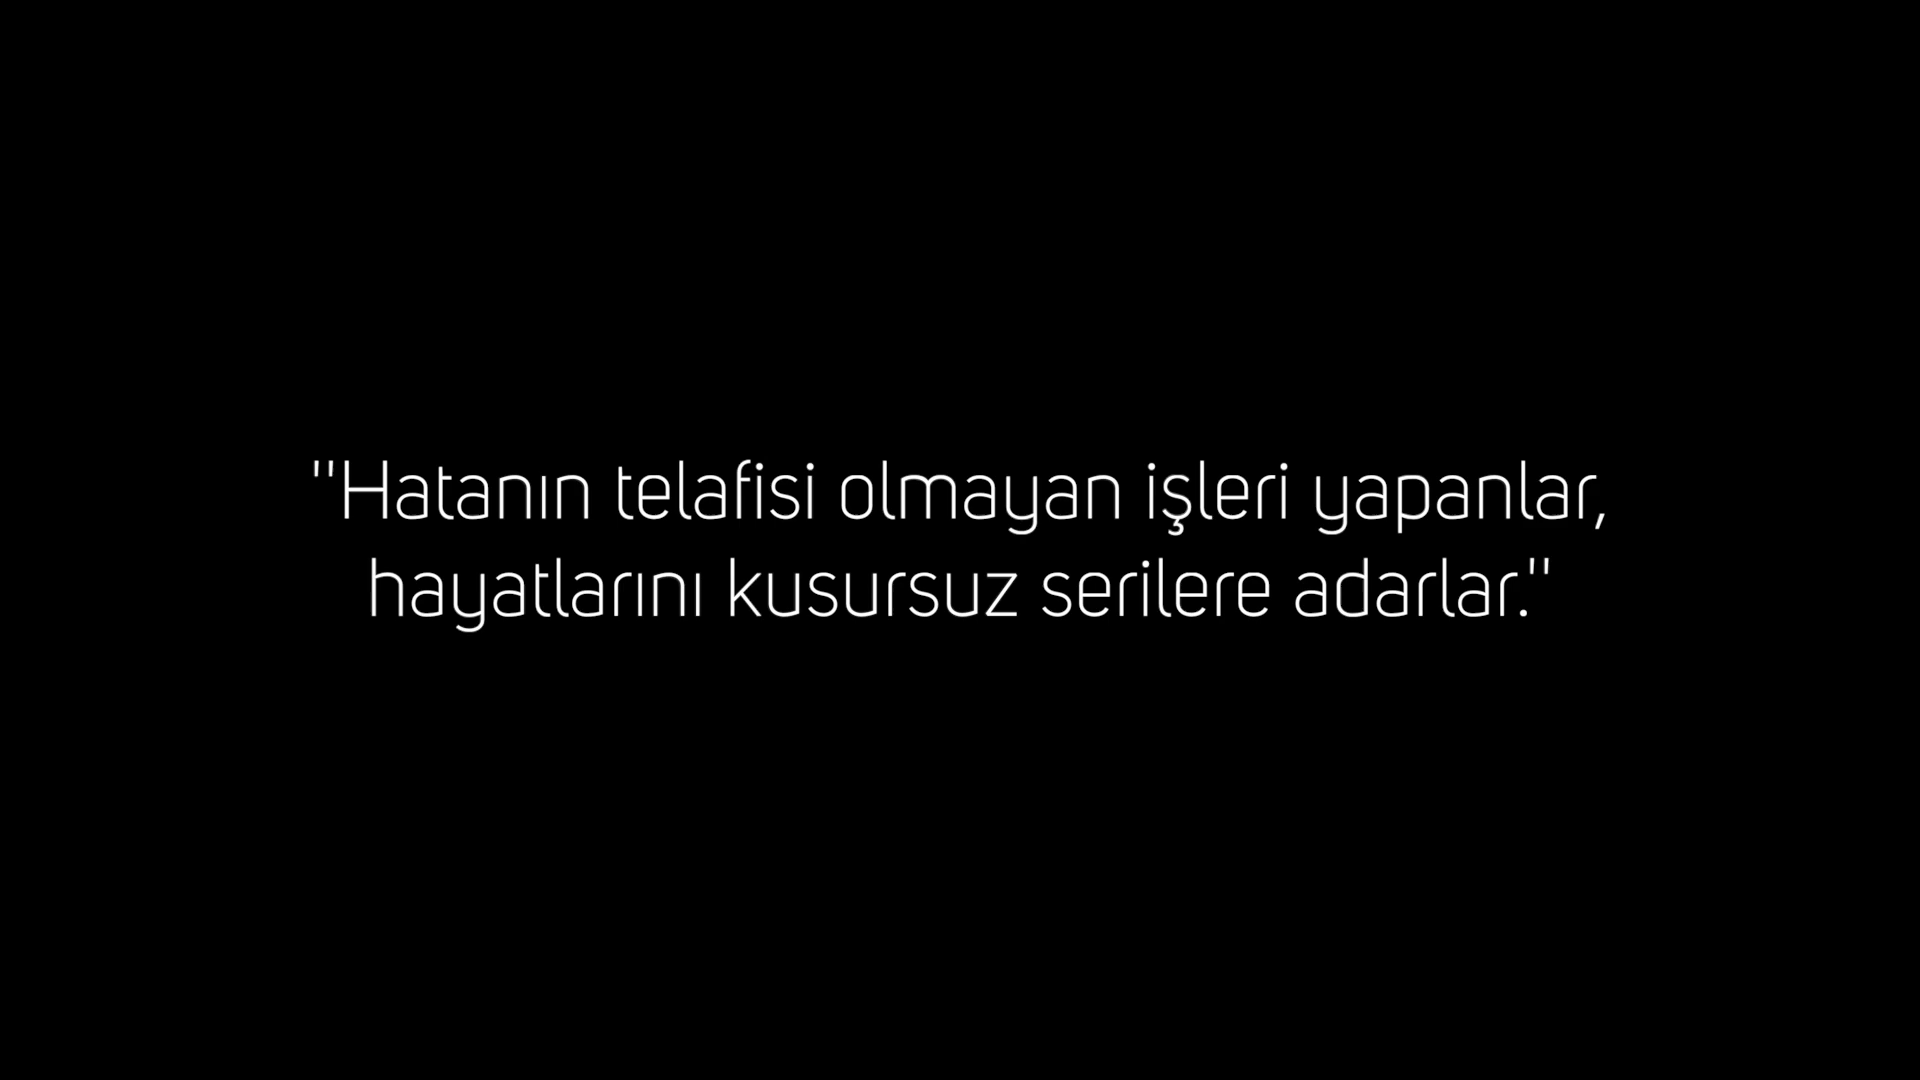 "Hatanın telafisi olmayan işleri yapanlar,
hayatlarını kusursuz serilere adarlar."